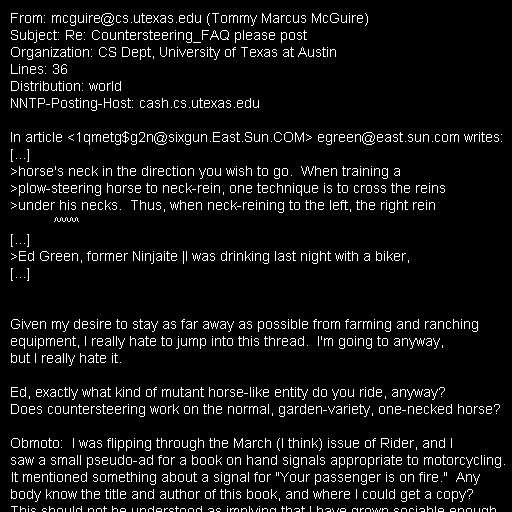 From: mcguire@cs.utexas.edu (Tommy Marcus McGuire)
Subject: Re: Countersteering_FAQ please post
Organization: CS Dept, University of Texas at Austin
Lines: 36
Distribution: world
NNTP-Posting-Host: cash.cs.utexas.edu

In article <1qmetg$g2n@sixgun.East.Sun.COM> egreen@east.sun.com writes:
[...]
>horse's neck in the direction you wish to go.  When training a
>plow-steering horse to neck-rein, one technique is to cross the reins
>under his necks.  Thus, when neck-reining to the left, the right rein
           ^^^^^
[...]
>Ed Green, former Ninjaite |I was drinking last night with a biker,
[...]


Given my desire to stay as far away as possible from farming and ranching
equipment, I really hate to jump into this thread.  I'm going to anyway,
but I really hate it.

Ed, exactly what kind of mutant horse-like entity do you ride, anyway?
Does countersteering work on the normal, garden-variety, one-necked horse?

Obmoto:  I was flipping through the March (I think) issue of Rider, and I
saw a small pseudo-ad for a book on hand signals appropriate to motorcycling.
It mentioned something about a signal for "Your passenger is on fire."  Any
body know the title and author of this book, and where I could get a copy?
This should not be understood as implying that I have grown sociable enough